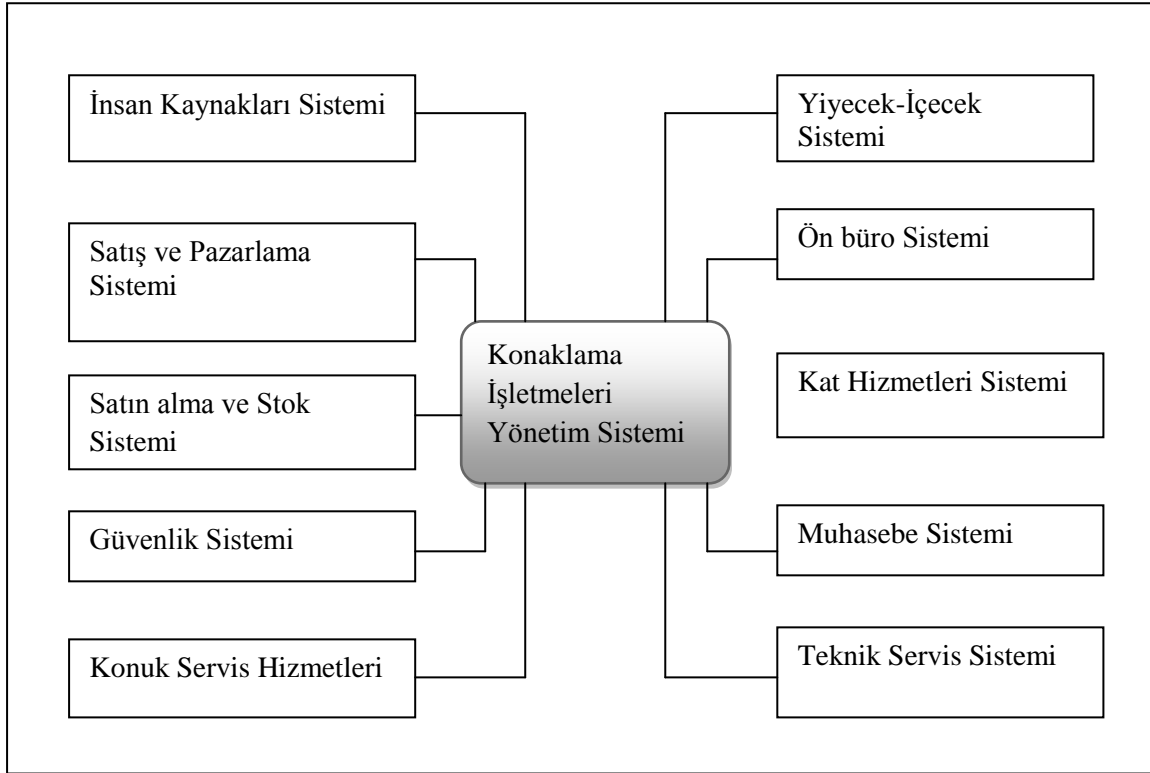 İnsan Kaynakları Sistemi
Satış ve Pazarlama
Sistemi
Satın alma ve Stok
Sistemi
Güvenlik Sistemi
Konuk Servis Hizmetleri
Konaklama
İşletmeleri
Yönetim Sistemi
Yiyecek-İçecek
Sistemi
Ön büro Sistemi
Kat Hizmetleri Sistemi
Muhasebe Sistemi
Teknik Servis Sistemi